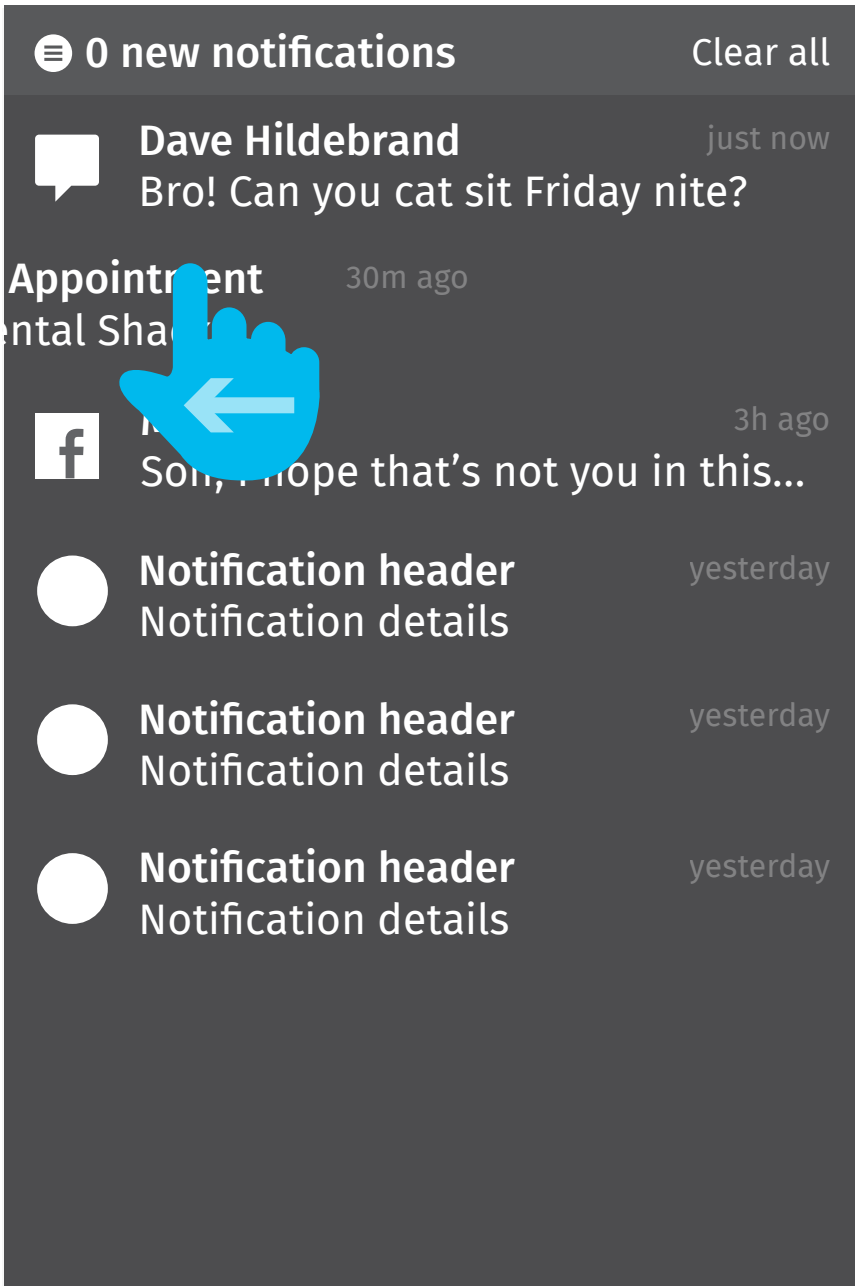 0 new notifications Clear all
Dave Hildebrand just now
Bro! Can you cat sit Friday nite?
Appointment 30m ago
ental Shack
3h ago
Son, I hope that’s not you in this...
Notification header yesterday
Notification details
Notification header yesterday
Notification details
Notification header yesterday
Notification details